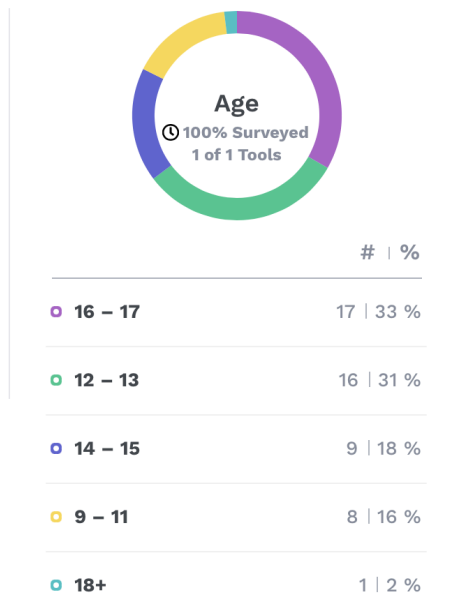 Age
100% Surveyed
1 of 1 Tools
# | %
16 – 17 17 | 33 %
12 – 13 16 | 31 %
14 – 15 9 | 18 %
9 – 11 8 | 16 %
18+ 1 | 2 %